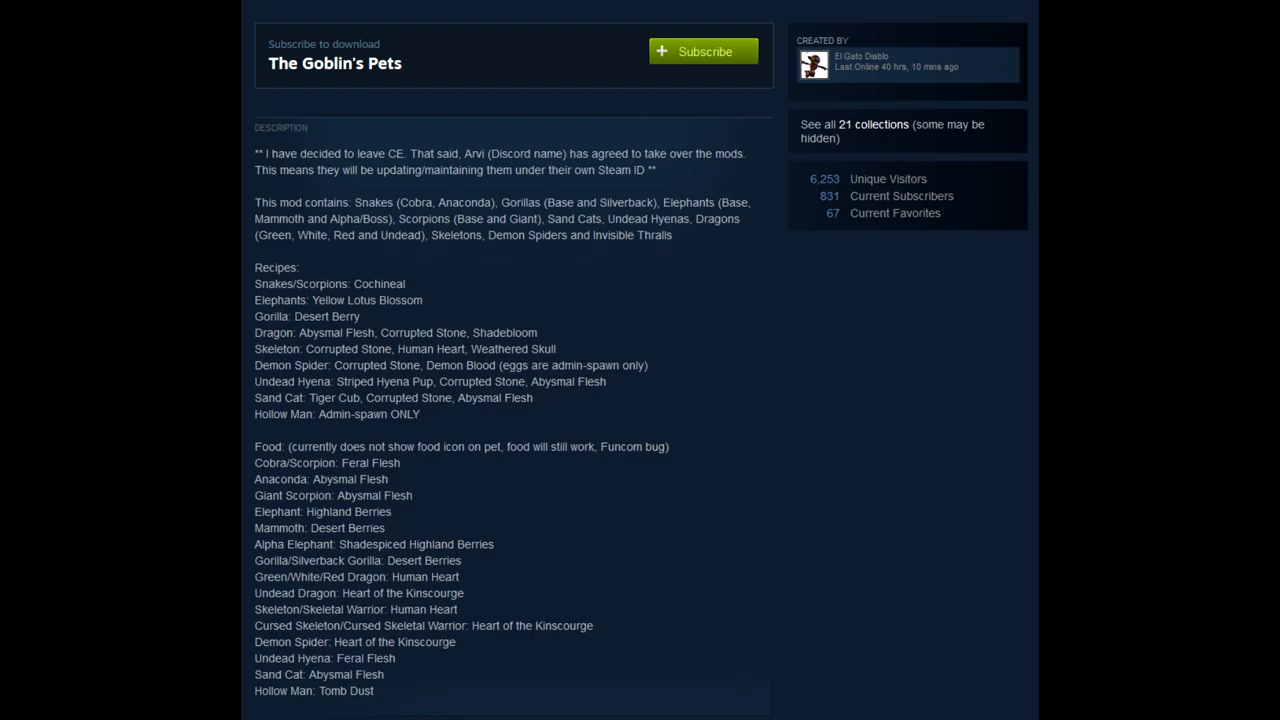 Subscribe to download
The Goblin's Pets
+ Subscribe
CREATED BY
El Gato Diablo
Last Online 40 hrs, 10 mins ago
See all 21 collections (some may be
hidden)
6,253 Unique Visitors
831 Current Subscribers
67 Current Favorites
DESCRIPTION
** I have decided to leave CE. That said, Arvi (Discord name) has agreed to take over the mods.
This means they will be updating/maintaining them under their own Steam ID **
This mod contains: Snakes (Cobra, Anaconda), Gorillas (Base and Silverback), Elephants (Base,
Mammoth and Alpha/Boss), Scorpions (Base and Giant), Sand Cats, Undead Hyenas, Dragons
(Green, White, Red and Undead), Skeletons, Demon Spiders and Invisible Thralls
Recipes:
Snakes/Scorpions: Cochineal
Elephants: Yellow Lotus Blossom
Gorilla: Desert Berry
Dragon: Abysmal Flesh, Corrupted Stone, Shadebloom
Skeleton: Corrupted Stone, Human Heart, Weathered Skull
Demon Spider: Corrupted Stone, Demon Blood (eggs are admin-spawn only)
Undead Hyena: Striped Hyena Pup, Corrupted Stone, Abysmal Flesh
Sand Cat: Tiger Cub, Corrupted Stone, Abysmal Flesh
Hollow Man: Admin-spawn ONLY
Food: (currently does not show food icon on pet, food will still work, Funcom bug)
Cobra/Scorpion: Feral Flesh
Anaconda: Abysmal Flesh
Giant Scorpion: Abysmal Flesh
Elephant: Highland Berries
Mammoth: Desert Berries
Alpha Elephant: Shadespiced Highland Berries
Gorilla/Silverback Gorilla: Desert Berries
Green/White/Red Dragon: Human Heart
Undead Dragon: Heart of the Kinscourge
Skeleton/Skeletal Warrior: Human Heart
Cursed Skeleton/Cursed Skeletal Warrior: Heart of the Kinscourge
Demon Spider: Heart of the Kinscourge
Undead Hyena: Feral Flesh
Sand Cat: Abysmal Flesh
Hollow Man: Tomb Dust